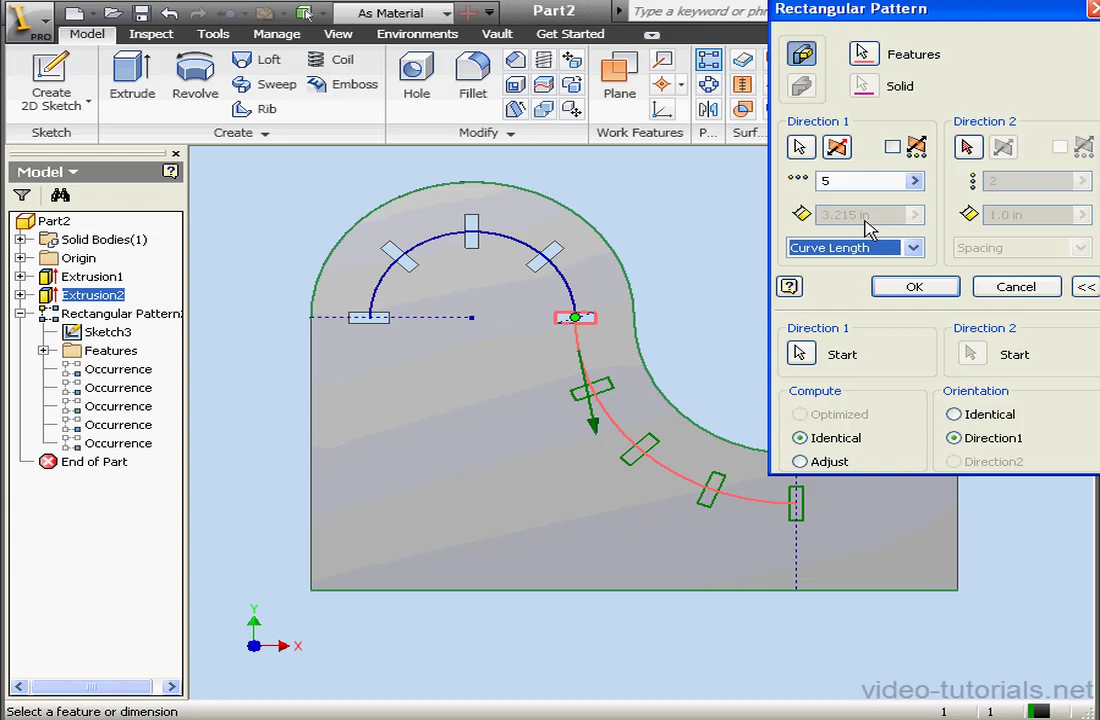 As Material
Part2
Type a keyword or phr
Rectangular Pattern
PRO
Model Inspect Tools Manage View Environments Vault Get Started
Create
2D Sketch
Extrude
Revolve
Loft
Sweep
Rib
Coil
Emboss
Hole
Fillet
Plane
Sketch
Create
Modify
Work Features
P...
Surf...
Features
Solid
Direction 1
Direction 2
5
2
3.215 in
1.0 in
Curve Length
Spacing
OK
Cancel
<<
Direction 1
Direction 2
Start
Start
Compute
Orientation
Optimized
Identical
Identical
Direction1
Adjust
Direction2
Model
Part2
Solid Bodies(1)
Origin
Extrusion1
Extrusion2
Rectangular Pattern
Sketch3
Features
Occurrence
Occurrence
Occurrence
Occurrence
Occurrence
End of Part
Y
X
video-tutorials.net
Select a feature or dimension
1
1